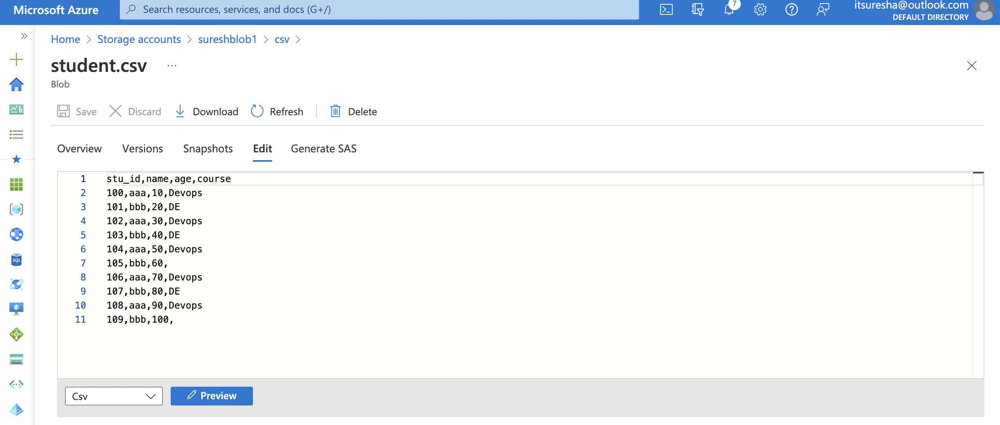 Microsoft Azure
Search resources, services, and docs (G+/)
7
itsuresha@outlook.com
DEFAULT DIRECTORY
Home > Storage accounts > sureshblob1 > csv >
student.csv ...
Blob
Save Discard Download Refresh Delete
Overview Versions Snapshots Edit Generate SAS
1 stu_id,name,age,course
2 100,aaa,10,Devops
3 101,bbb,20,DE
4 102,aaa,30,Devops
5 103,bbb,40,DE
6 104,aaa,50,Devops
7 105,bbb,60,
8 106,aaa,70,Devops
9 107,bbb,80,DE
10 108,aaa,90,Devops
11 109,bbb,100,
SQL
Csv Preview